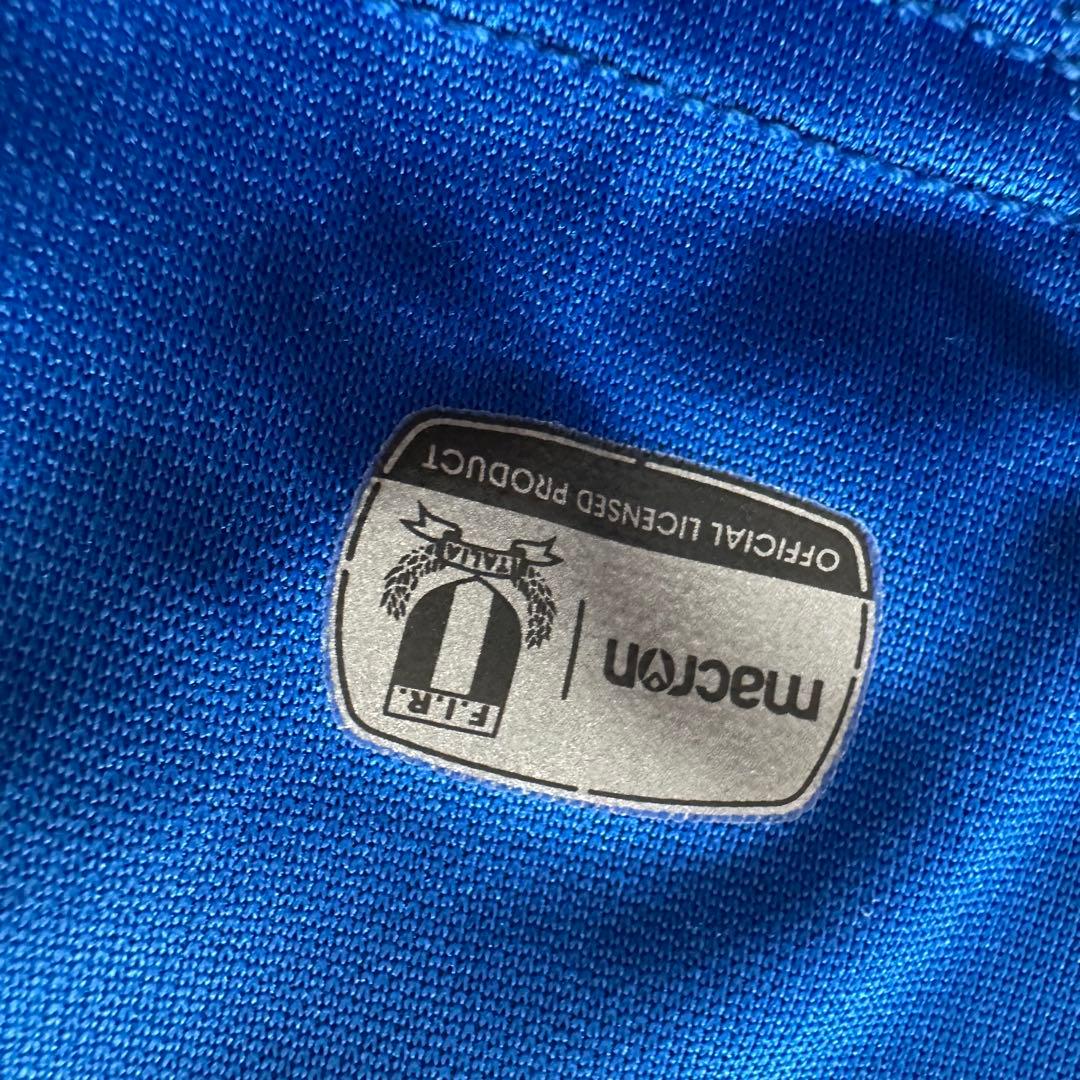 F.I.R.
macron
ITALIA
OFFICIAL LICENSED PRODUCT